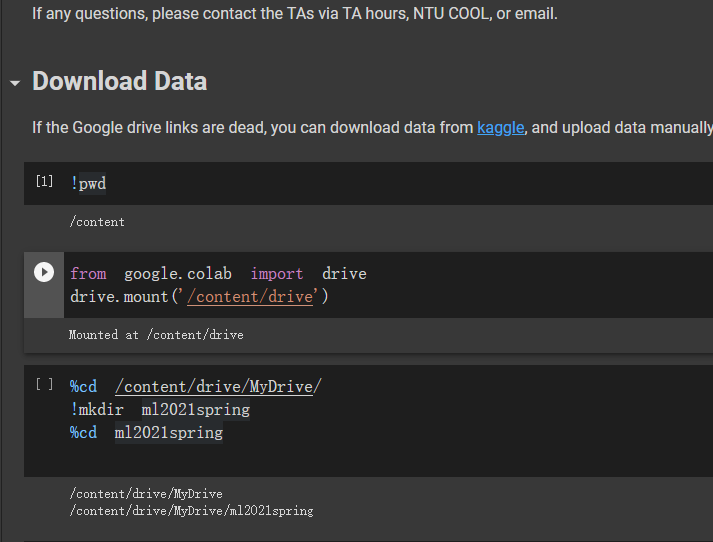 If any questions, please contact the TAs via TA hours, NTU COOL, or email.
Download Data
If the Google drive links are dead, you can download data from kaggle, and upload data manually
[1] !pwd
/content
from google.colab import drive
drive.mount('/content/drive')
Mounted at /content/drive
[ ] %cd /content/drive/MyDrive/
!mkdir ml2021spring
%cd ml2021spring
/content/drive/MyDrive
/content/drive/MyDrive/ml2021spring